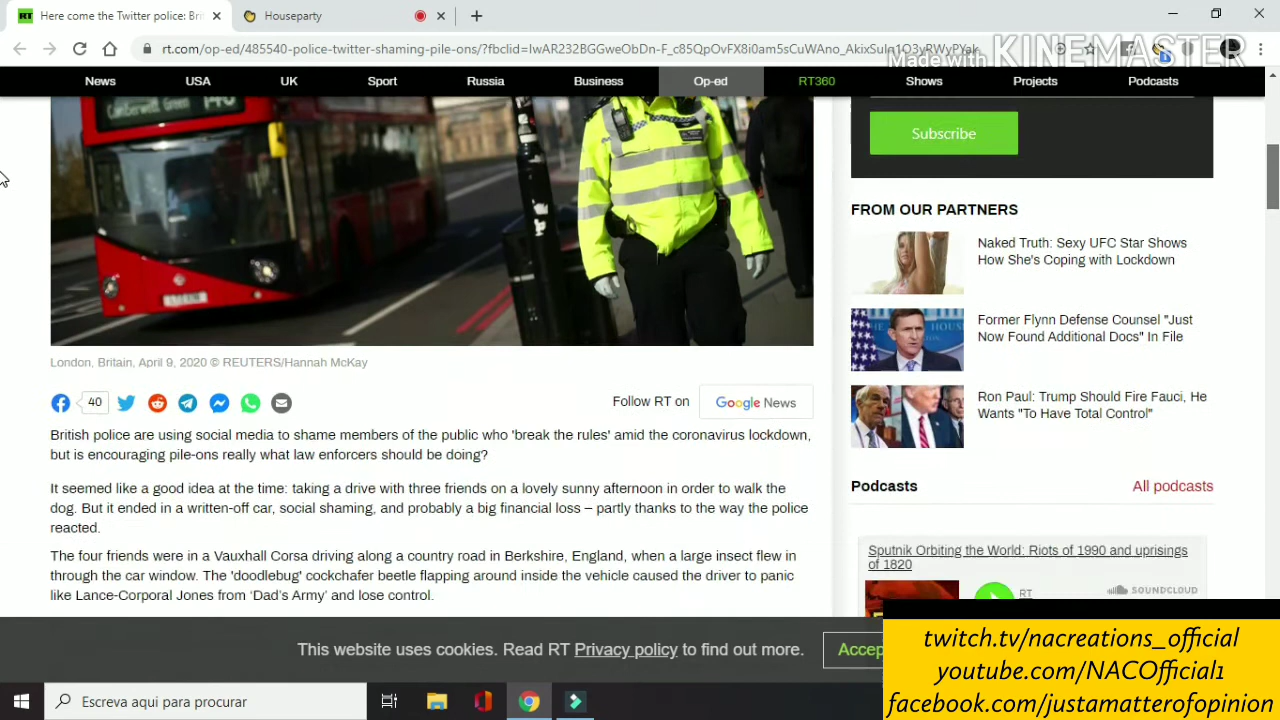 RT Here come the Twitter police: Bri
Houseparty
rt.com/op-ed/485540-police-twitter-shaming-pile-ons/?fbclid=
Made with KINEMASTER
News USA UK Sport Russia Business Op-ed RT360 Shows Projects Podcasts
Camberwell Green
Subscribe
FROM OUR PARTNERS
Naked Truth: Sexy UFC Star Shows
How She's Coping with Lockdown
Former Flynn Defense Counsel "Just
Now Found Additional Docs" In File
Ron Paul: Trump Should Fire Fauci, He
Wants "To Have Total Control"
London, Britain, April 9, 2020 © REUTERS/Hannah McKay
40
Follow RT on Google News
British police are using social media to shame members of the public who 'break the rules' amid the coronavirus lockdown,
but is encouraging pile-ons really what law enforcers should be doing?
It seemed like a good idea at the time: taking a drive with three friends on a lovely sunny afternoon in order to walk the
dog. But it ended in a written-off car, social shaming, and probably a big financial loss – partly thanks to the way the police
reacted.
The four friends were in a Vauxhall Corsa driving along a country road in Berkshire, England, when a large insect flew in
through the car window. The 'doodlebug' cockchafer beetle flapping around inside the vehicle caused the driver to panic
like Lance-Corporal Jones from ‘Dad’s Army’ and lose control.
Podcasts All podcasts
Sputnik Orbiting the World: Riots of 1990 and uprisings
of 1820
RT
SOUNDCLOUD
This website uses cookies. Read RT Privacy policy to find out more.
Accep
twitch.tv/nacreations_official
youtube.com/NACOfficial1
facebook.com/justamatterofopinion
Escreva aqui para procurar